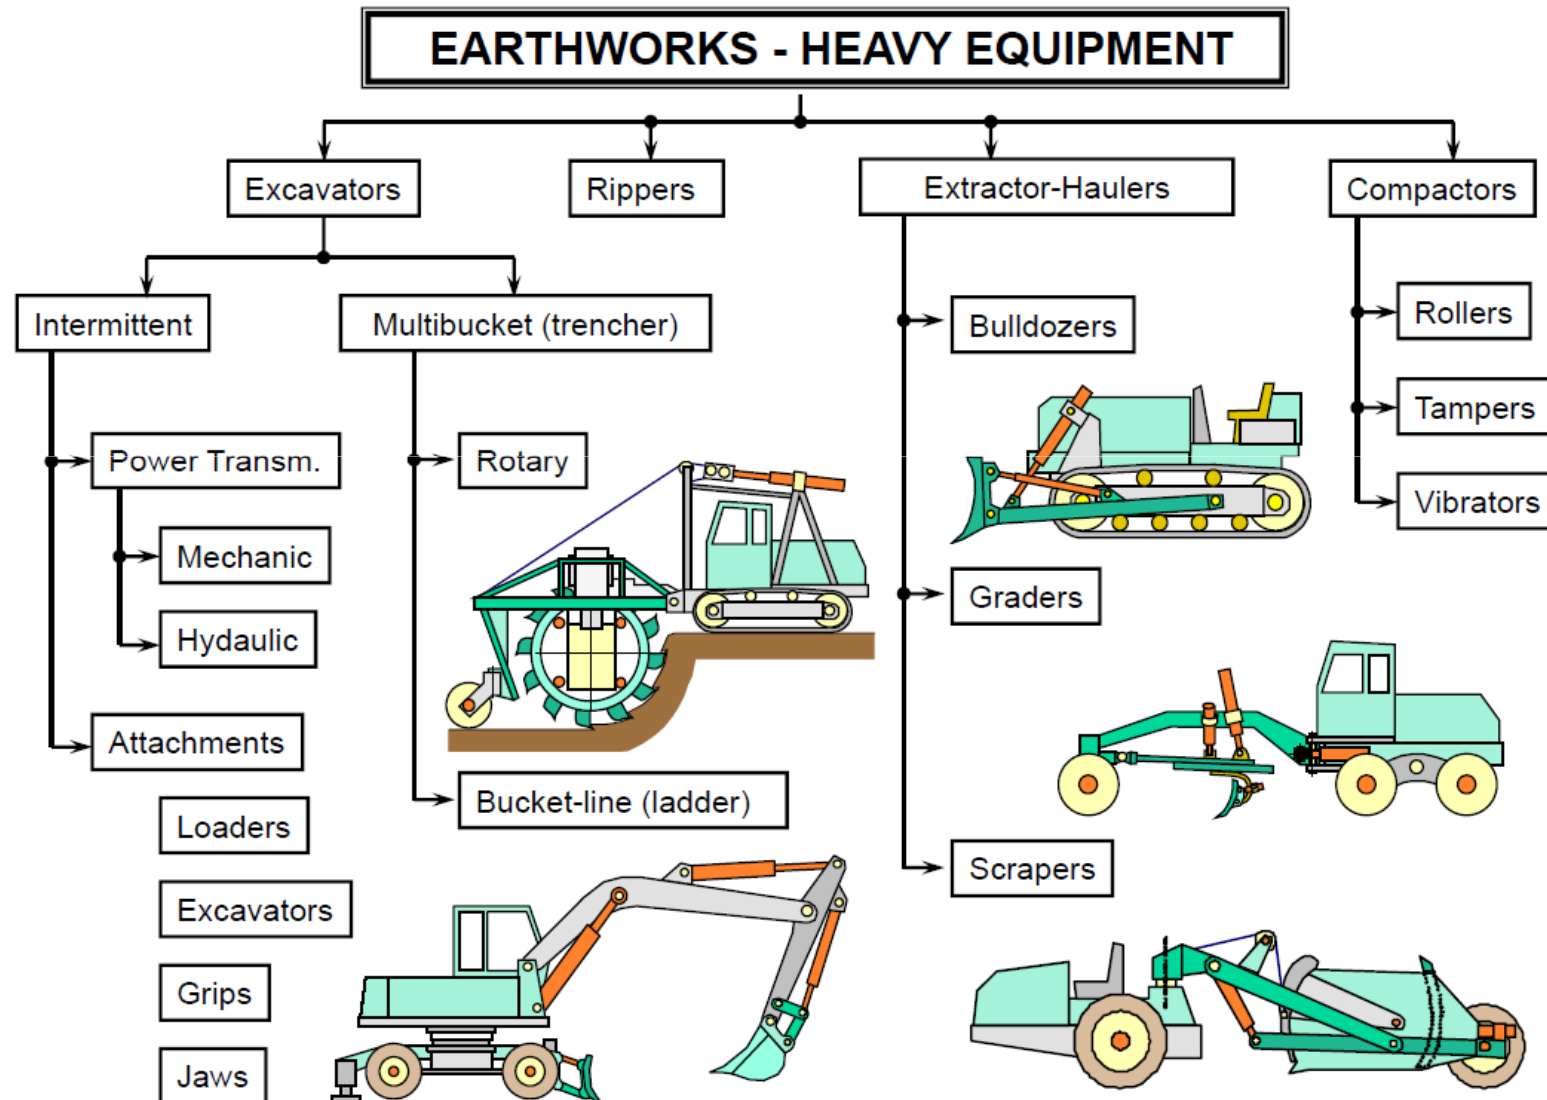 EARTHWORKS - HEAVY EQUIPMENT
Excavators
Rippers
Extractor-Haulers
Compactors
Intermittent
Multibucket (trencher)
Bulldozers
Rollers
Tampers
Vibrators
Power Transm.
Rotary
Mechanic
Hydaulic
Graders
Attachments
Bucket-line (ladder)
Loaders
Scrapers
Excavators
Grips
Jaws